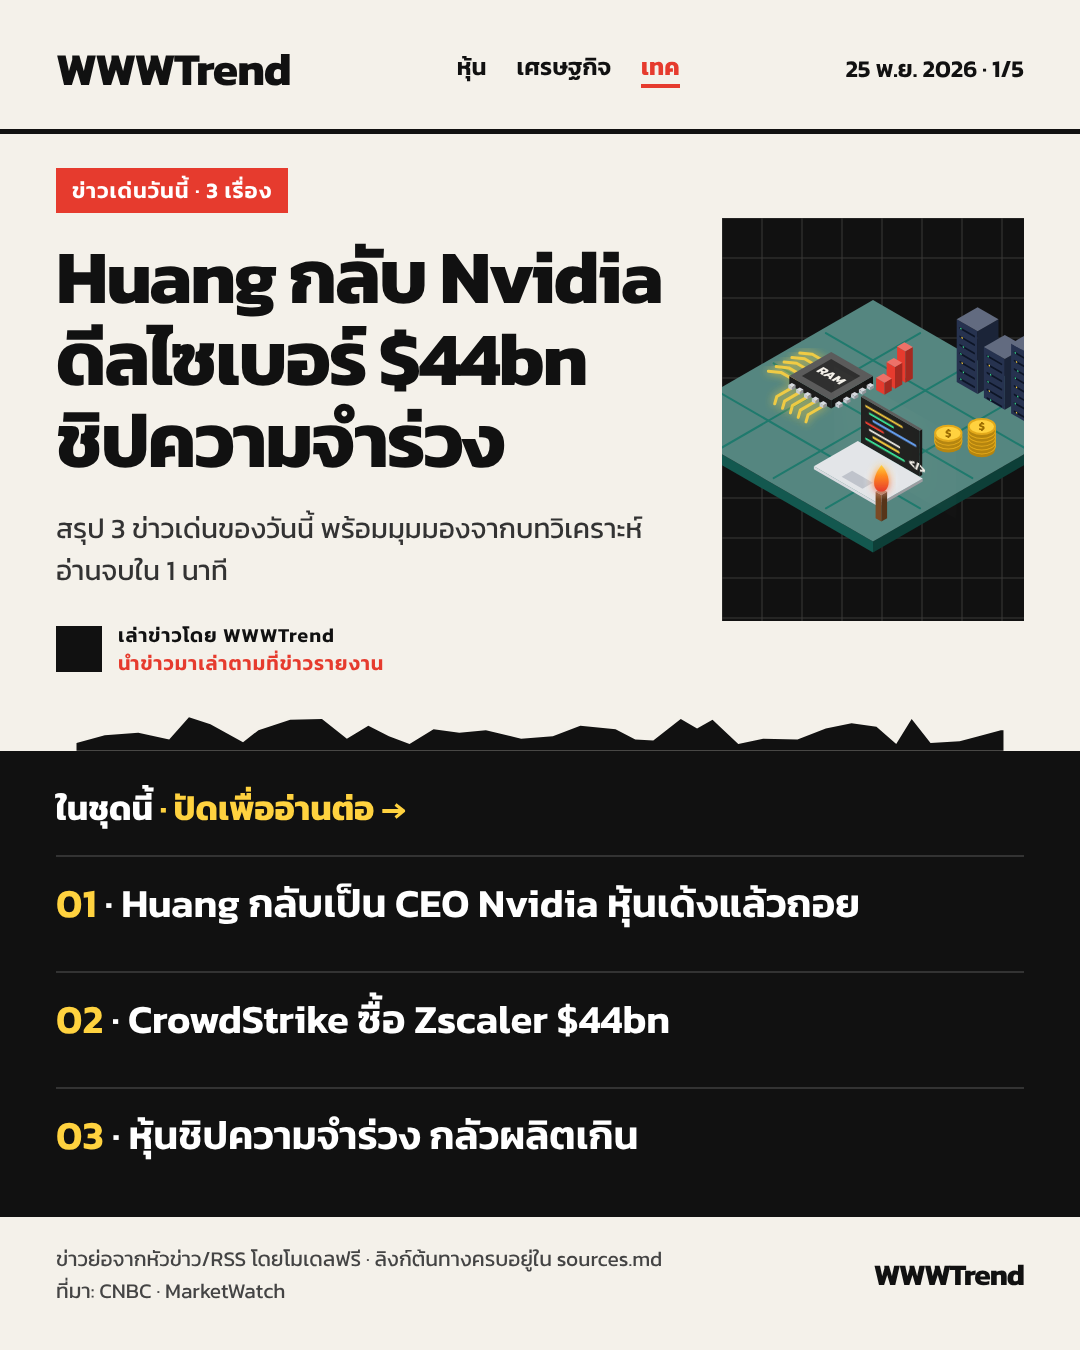 WWWTrend
หุ้น เศรษฐกิจ เทค
25 พ.ย. 2026 · 1/5
ข่าวเด่นวันนี้ · 3 เรื่อง
Huang กลับ Nvidia
ดีลไซเบอร์ $44bn
ชิปความจำร่วง
RAM
</>
$ $
สรุป 3 ข่าวเด่นของวันนี้ พร้อมมุมมองจากบทวิเคราะห์
อ่านจบใน 1 นาที
เล่าข่าวโดย WWWTrend
นำข่าวมาเล่าตามที่ข่าวรายงาน
ในชุดนี้ · ปัดเพื่ออ่านต่อ →
01 · Huang กลับเป็น CEO Nvidia หุ้นเด้งแล้วถอย
02 · CrowdStrike ซื้อ Zscaler $44bn
03 · หุ้นชิปความจำร่วง กลัวผลิตเกิน
ข่าวย่อจากหัวข่าว/RSS โดยโมเดลฟรี · ลิงก์ต้นทางครบอยู่ใน sources.md
ที่มา: CNBC · MarketWatch
WWWTrend